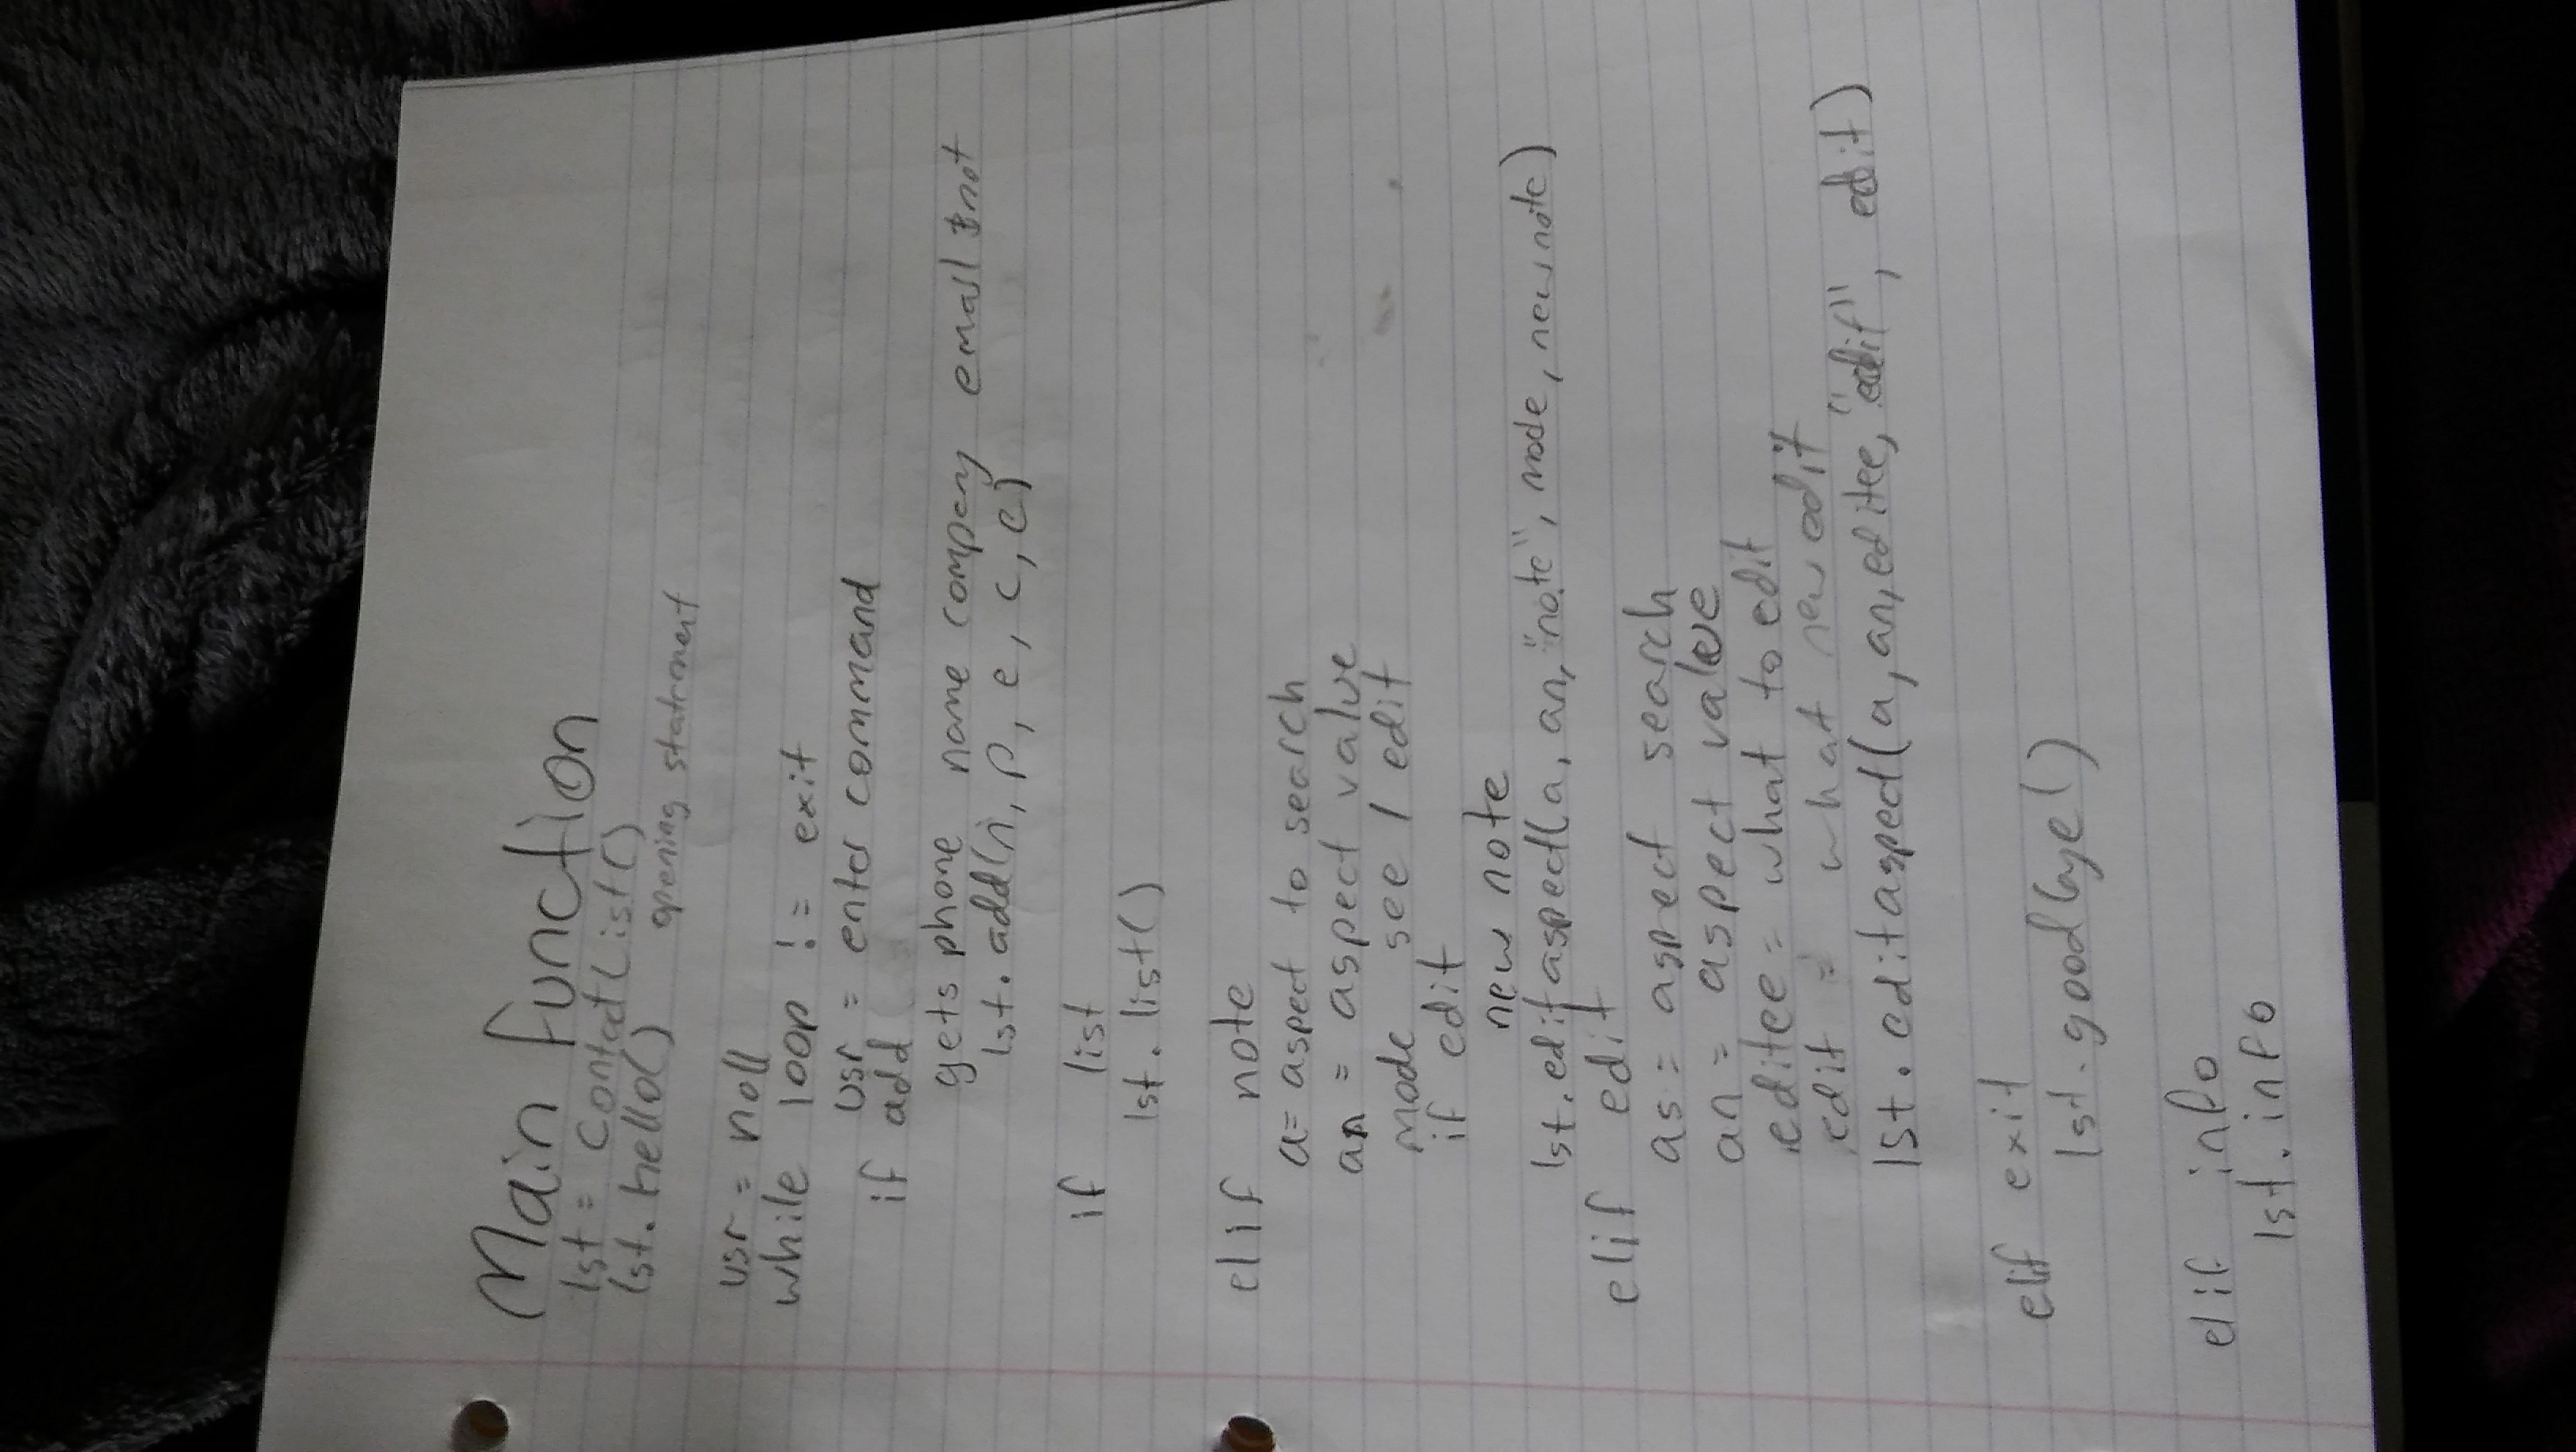 Main function
lst = ContactList()
lst.hello() opening statement
usr = noll
while loop != exit
usr = enter command
if add
gets phone name company email
lst.add(n, p, e, c, e)
if list
lst.list()
elif note
a= aspect to search
an = aspect value
mode see / edit
if edit
new note
lst.editaspect(a, an, "note", mode, newnote)
elif edit
as = aspect search
an = aspect value
editee = what to edit
edit = what new edit
lst.editaspect(a, an, editee, "edit", edit)
elif exit
lst.goodbye()
elif info
lst.info